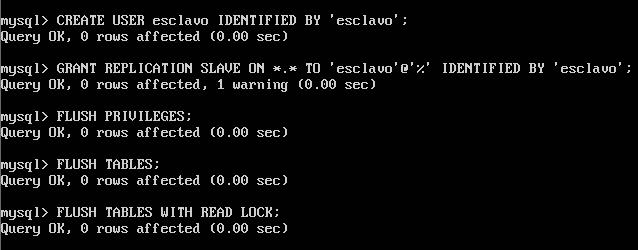 mysql> CREATE USER esclavo IDENTIFIED BY 'esclavo';
Query OK, 0 rows affected (0.00 sec)
mysql> GRANT REPLICATION SLAVE ON *.* TO 'esclavo'@'%' IDENTIFIED BY 'esclavo';
Query OK, 0 rows affected, 1 warning (0.00 sec)
mysql> FLUSH PRIVILEGES;
Query OK, 0 rows affected (0.00 sec)
mysql> FLUSH TABLES;
Query OK, 0 rows affected (0.00 sec)
mysql> FLUSH TABLES WITH READ LOCK;
Query OK, 0 rows affected (0.00 sec)